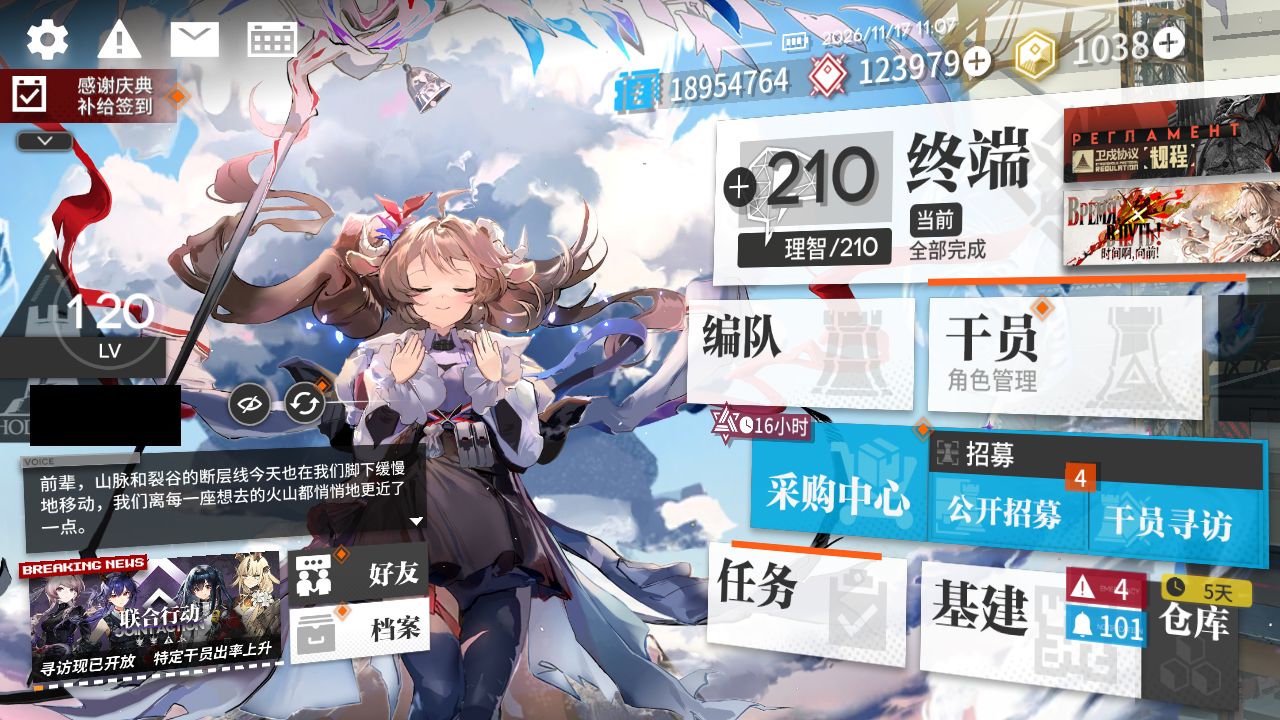 2026/11/17 11:07
18954764
123979
1038
感谢庆典
补给签到
210
理智/210
终端
当前
全部完成
РЕГЛАМЕНТ
卫戍协议
[规程]
REGULATION
ВРЕМЯ
时间啊,向前!
120
LV
编队
干员
角色管理
16小时
采购中心
招募
4
公开招募
干员寻访
VOICE
前辈,山脉和裂谷的断层线今天也在我们脚下缓慢
地移动,我们离每一座想去的火山都悄悄地更近了
一点。
BREAKING NEWS
联合行动
JOINT ACTION
寻访现已开放 特定干员出率上升
好友
档案
任务
基建
4
101
5天
仓库